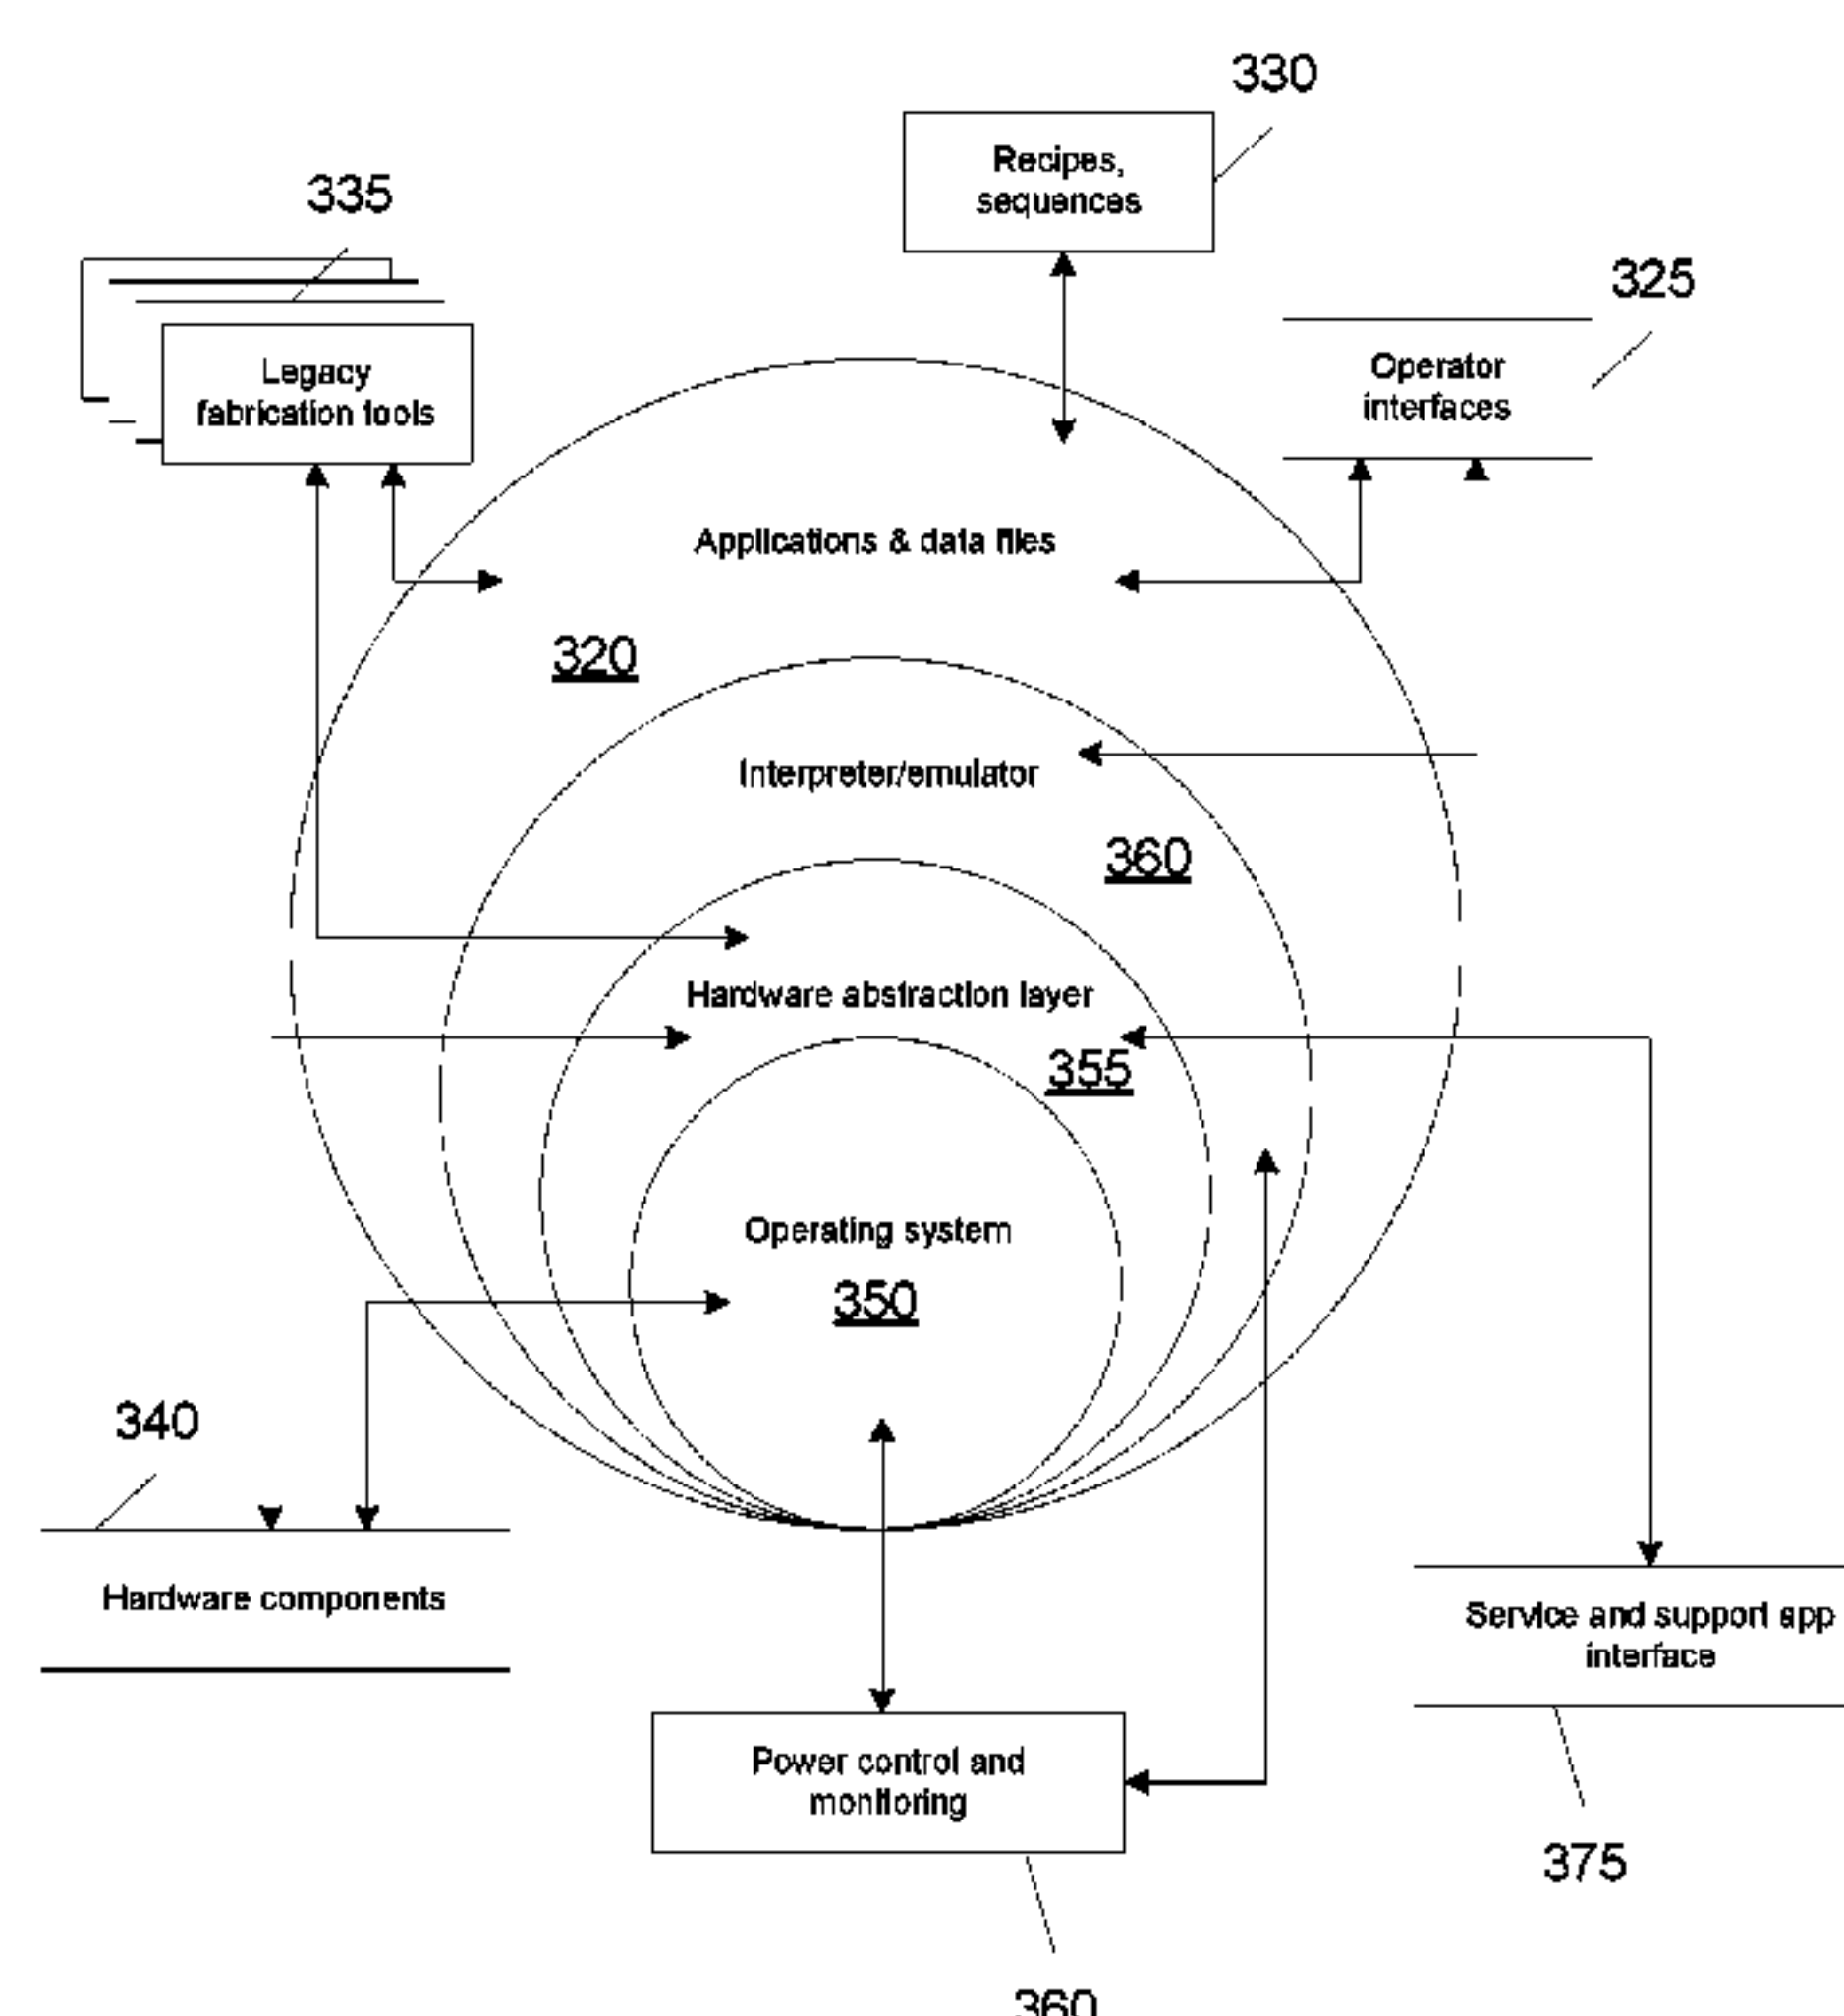 330
Recipes,
sequences
335
325
Legacy
fabrication tools
Operator
interfaces
Applications & data files
320
Interpreter/emulator
360
Hardware abstraction layer
355
Operating system
350
340
Hardware components
Service and support app
interface
Power control and
monitoring
375
360